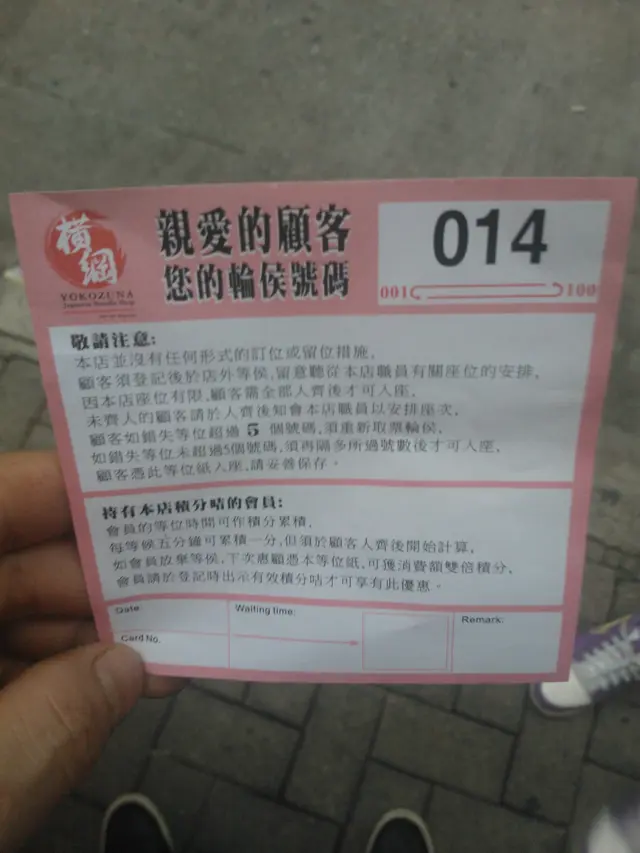 橫綱
YOKOZUNA
Japanese Noodle Shop
親愛的顧客
您的輪侯號碼
014
001
100
敬請注意:
本店並沒有任何形式的訂位或留位措施,
顧客須登記後於店外等侯,留意聽從本店職員有關座位的安排,
因本店座位有限,顧客需全部人齊後才可入座,
未齊人的顧客請於人齊後知會本店職員以安排座次,
顧客如錯失等位超過 5 個號碼,須重新取票輪侯,
如錯失等位未超過5個號碼,須再隔多所過號數後才可入座,
顧客憑此等位紙入座,請妥善保存。
持有本店積分咭的會員:
會員的等位時間可作積分累積,
每等候五分鐘可累積一分,但須於顧客人齊後開始計算,
如會員放棄等侯,下次惠顧憑本等位紙,可獲消費額雙倍積分,
會員請於登記時出示有效積分咭才可享有此優惠。
Date:
Waiting time:
Remark:
Card No.